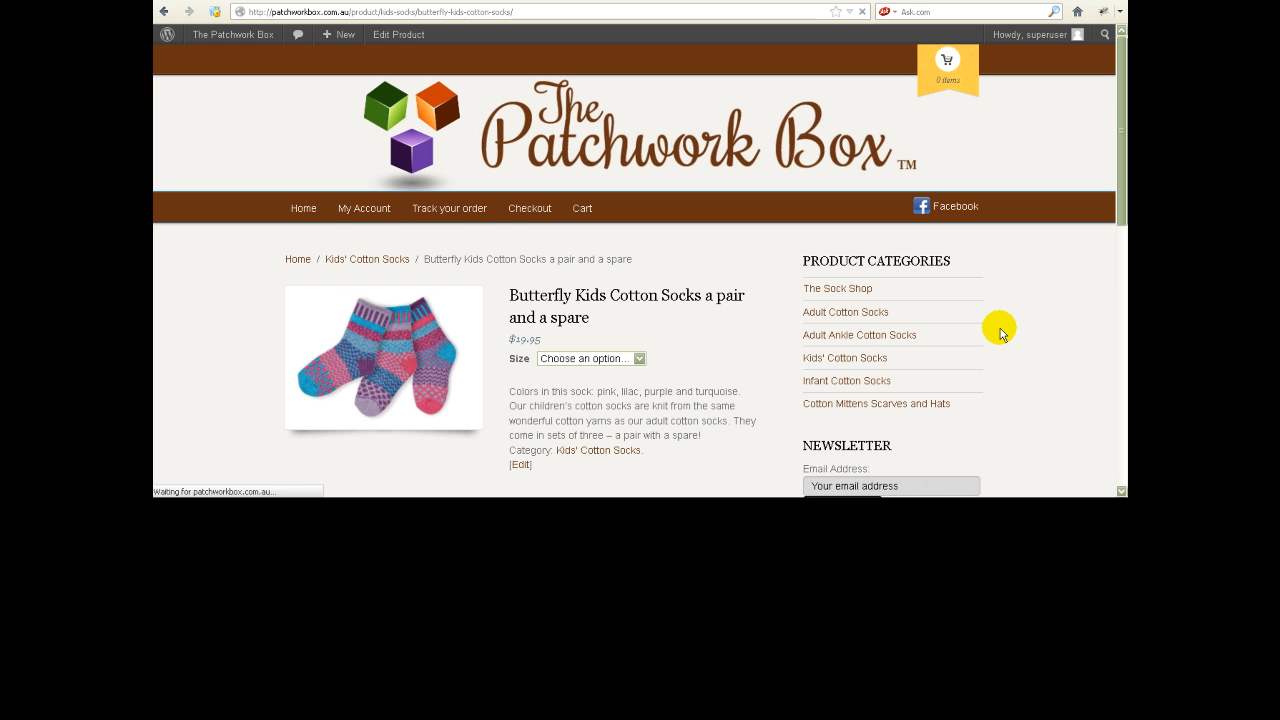 http://patchworkbox.com.au/product/kids-socks/butterfly-kids-cotton-socks/
Ask.com
The Patchwork Box
New
Edit Product
Howdy, superuser
0 items
The
Patchwork Box TM
Home
My Account
Track your order
Checkout
Cart
Facebook
Home / Kids' Cotton Socks / Butterfly Kids Cotton Socks a pair and a spare
Butterfly Kids Cotton Socks a pair
and a spare
$19.95
Size Choose an option...
Colors in this sock: pink, lilac, purple and turquoise.
Our children's cotton socks are knit from the same
wonderful cotton yarns as our adult cotton socks. They
come in sets of three – a pair with a spare!
Category: Kids' Cotton Socks.
[Edit]
PRODUCT CATEGORIES
The Sock Shop
Adult Cotton Socks
Adult Ankle Cotton Socks
Kids' Cotton Socks
Infant Cotton Socks
Cotton Mittens Scarves and Hats
NEWSLETTER
Email Address:
Your email address
Waiting for patchworkbox.com.au...